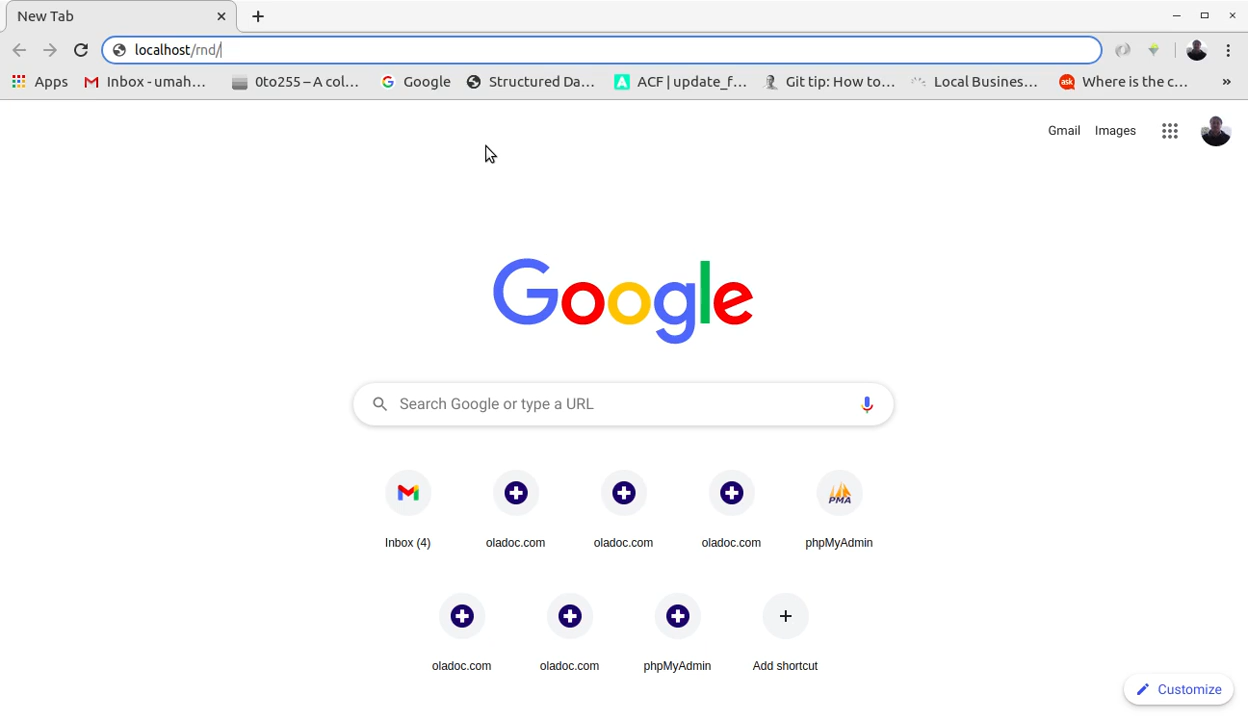 New Tab
localhost/rnd/
Apps
Inbox - umah...
0to255 – A col...
Google
Structured Da...
ACF | update_f...
Git tip: How to...
Local Busines...
ask
Where is the c...
»
Gmail
Images
Google
Search Google or type a URL
PMA
Inbox (4)
oladoc.com
oladoc.com
oladoc.com
phpMyAdmin
oladoc.com
oladoc.com
phpMyAdmin
Add shortcut
Customize